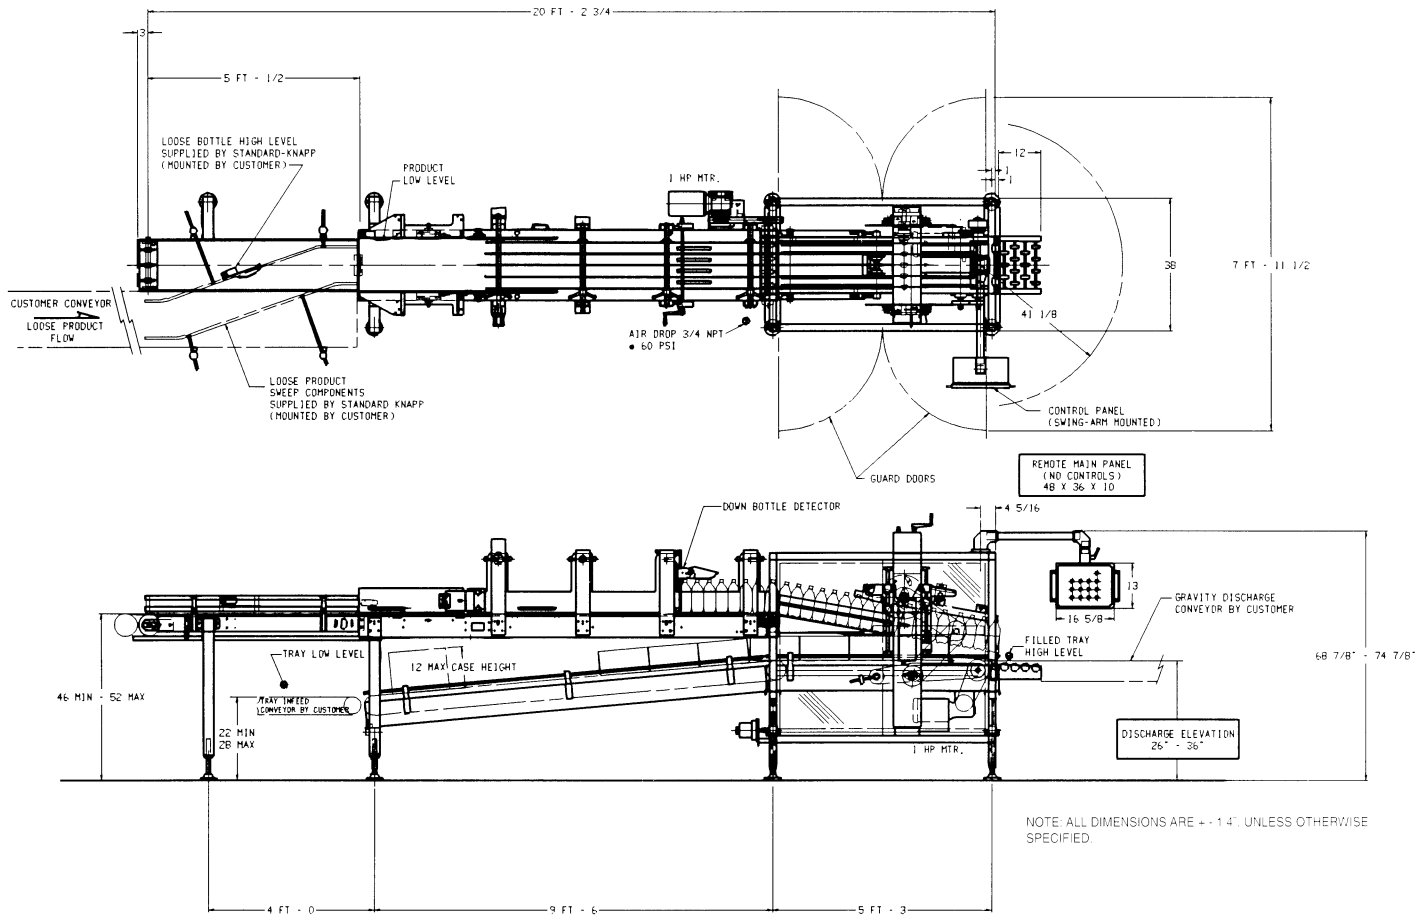 20 FT - 2 3/4
3
5 FT - 1/2
LOOSE BOTTLE HIGH LEVEL
SUPPLIED BY STANDARD-KNAPP
(MOUNTED BY CUSTOMER)
PRODUCT
LOW LEVEL
1 HP MTR.
12
1
1
38
7 FT - 11 1/2
CUSTOMER CONVEYOR
LOOSE PRODUCT
FLOW
AIR DROP 3/4 NPT
● 60 PSI
41 1/8
LOOSE PRODUCT
SWEEP COMPONENTS
SUPPLIED BY STANDARD KNAPP
(MOUNTED BY CUSTOMER)
CONTROL PANEL
(SWING-ARM MOUNTED)
GUARD DOORS
REMOTE MAIN PANEL
(NO CONTROLS)
48 X 36 X 10
DOWN BOTTLE DETECTOR
4 5/16
13
16 5/8
GRAVITY DISCHARGE
CONVEYOR BY CUSTOMER
FILLED TRAY
HIGH LEVEL
68 7/8" - 74 7/8"
TRAY LOW LEVEL
12 MAX CASE HEIGHT
46 MIN - 52 MAX
TRAY INFEED
CONVEYOR BY CUSTOMER
22 MIN
28 MAX
DISCHARGE ELEVATION
26" - 36"
1 HP MTR.
NOTE: ALL DIMENSIONS ARE + - 1 4". UNLESS OTHERWISE
SPECIFIED.
4 FT - 0
9 FT - 6
5 FT - 3